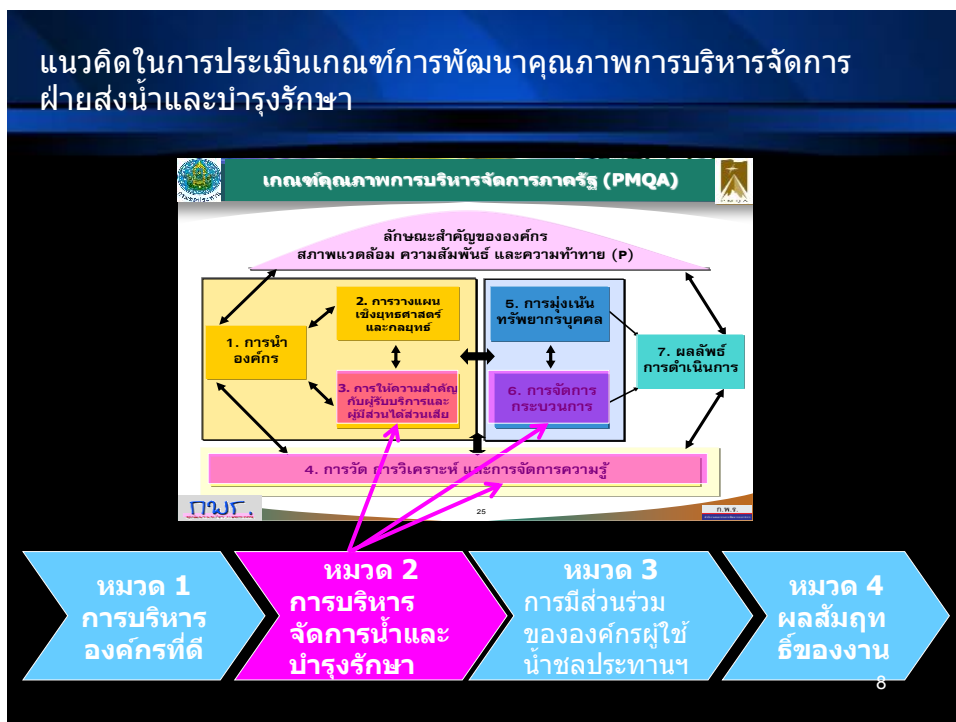 แนวคิดในการประเมินเกณฑ์การพัฒนาคุณภาพการบริหารจัดการ
ฝ่ายส่งน้ำและบำรุงรักษา
เกณฑ์คุณภาพการบริหารจัดการภาครัฐ (PMQA)
ลักษณะสำคัญขององค์กร
สภาพแวดล้อม ความสัมพันธ์ และความท้าทาย (P)
1. การนำ
องค์กร
2. การวางแผน
เชิงยุทธศาสตร์
และกลยุทธ์
3. การให้ความสำคัญ
กับผู้รับบริการและ
ผู้มีส่วนได้ส่วนเสีย
5. การมุ่งเน้น
ทรัพยากรบุคคล
6. การจัดการ
กระบวนการ
7. ผลลัพธ์
การดำเนินการ
4. การวัด การวิเคราะห์ และการจัดการความรู้
กพร.
25
ก.พ.ร.
หมวด 1
การบริหาร
องค์กรที่ดี
หมวด 2
การบริหาร
จัดการน้ำและ
บำรุงรักษา
หมวด 3
การมีส่วนร่วม
ขององค์กรผู้ใช้
น้ำชลประทานฯ
หมวด 4
ผลสัมฤท
ธิ์ของงาน
8